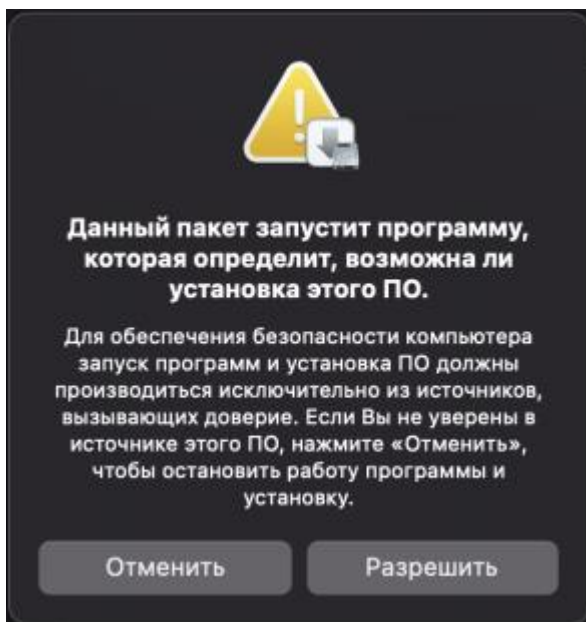 Данный пакет запустит программу,
которая определит, возможна ли
установка этого ПО.
Для обеспечения безопасности компьютера
запуск программ и установка ПО должны
производиться исключительно из источников,
вызывающих доверие. Если Вы не уверены в
источнике этого ПО, нажмите «Отменить»,
чтобы остановить работу программы и
установку.
Отменить
Разрешить